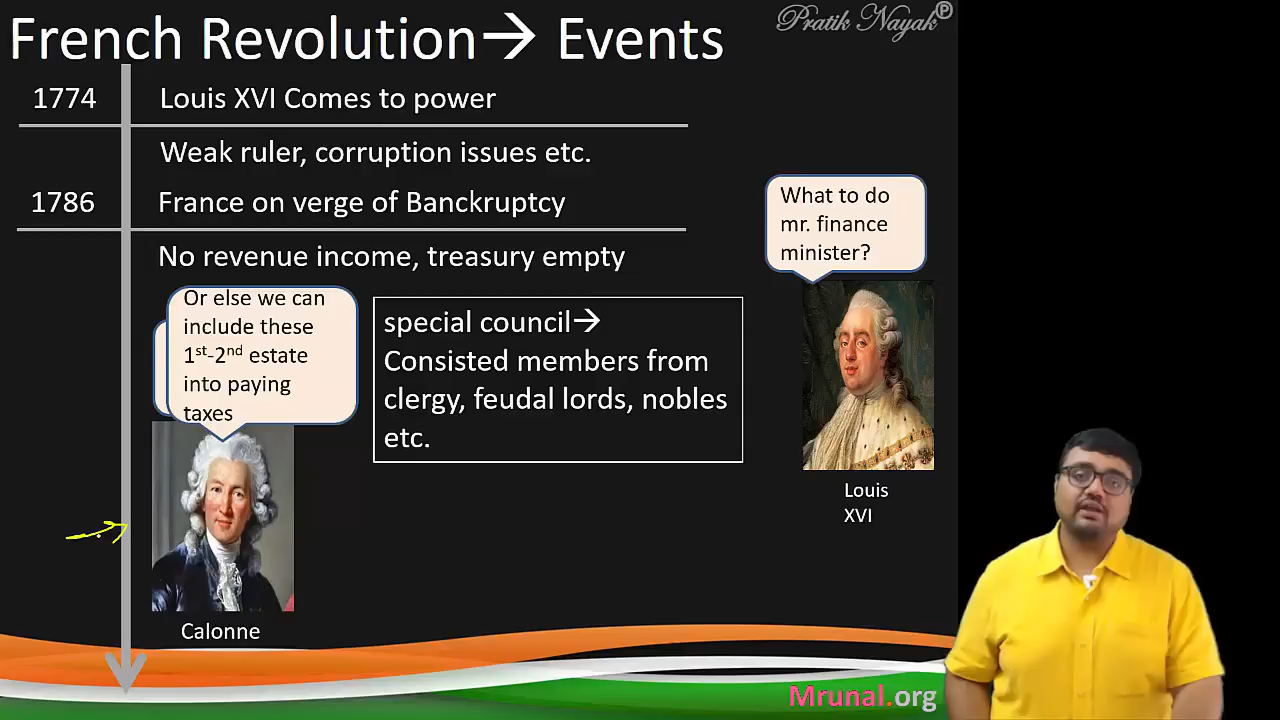 French Revolution→ Events
Pratik Nayak℗
1774
Louis XVI Comes to power
Weak ruler, corruption issues etc.
1786
France on verge of Banckruptcy
No revenue income, treasury empty
What to do
mr. finance
minister?
Or else we can
include these
1st-2nd estate
into paying
taxes
special council→
Consisted members from
clergy, feudal lords, nobles
etc.
Louis
XVI
Calonne
Mrunal.org